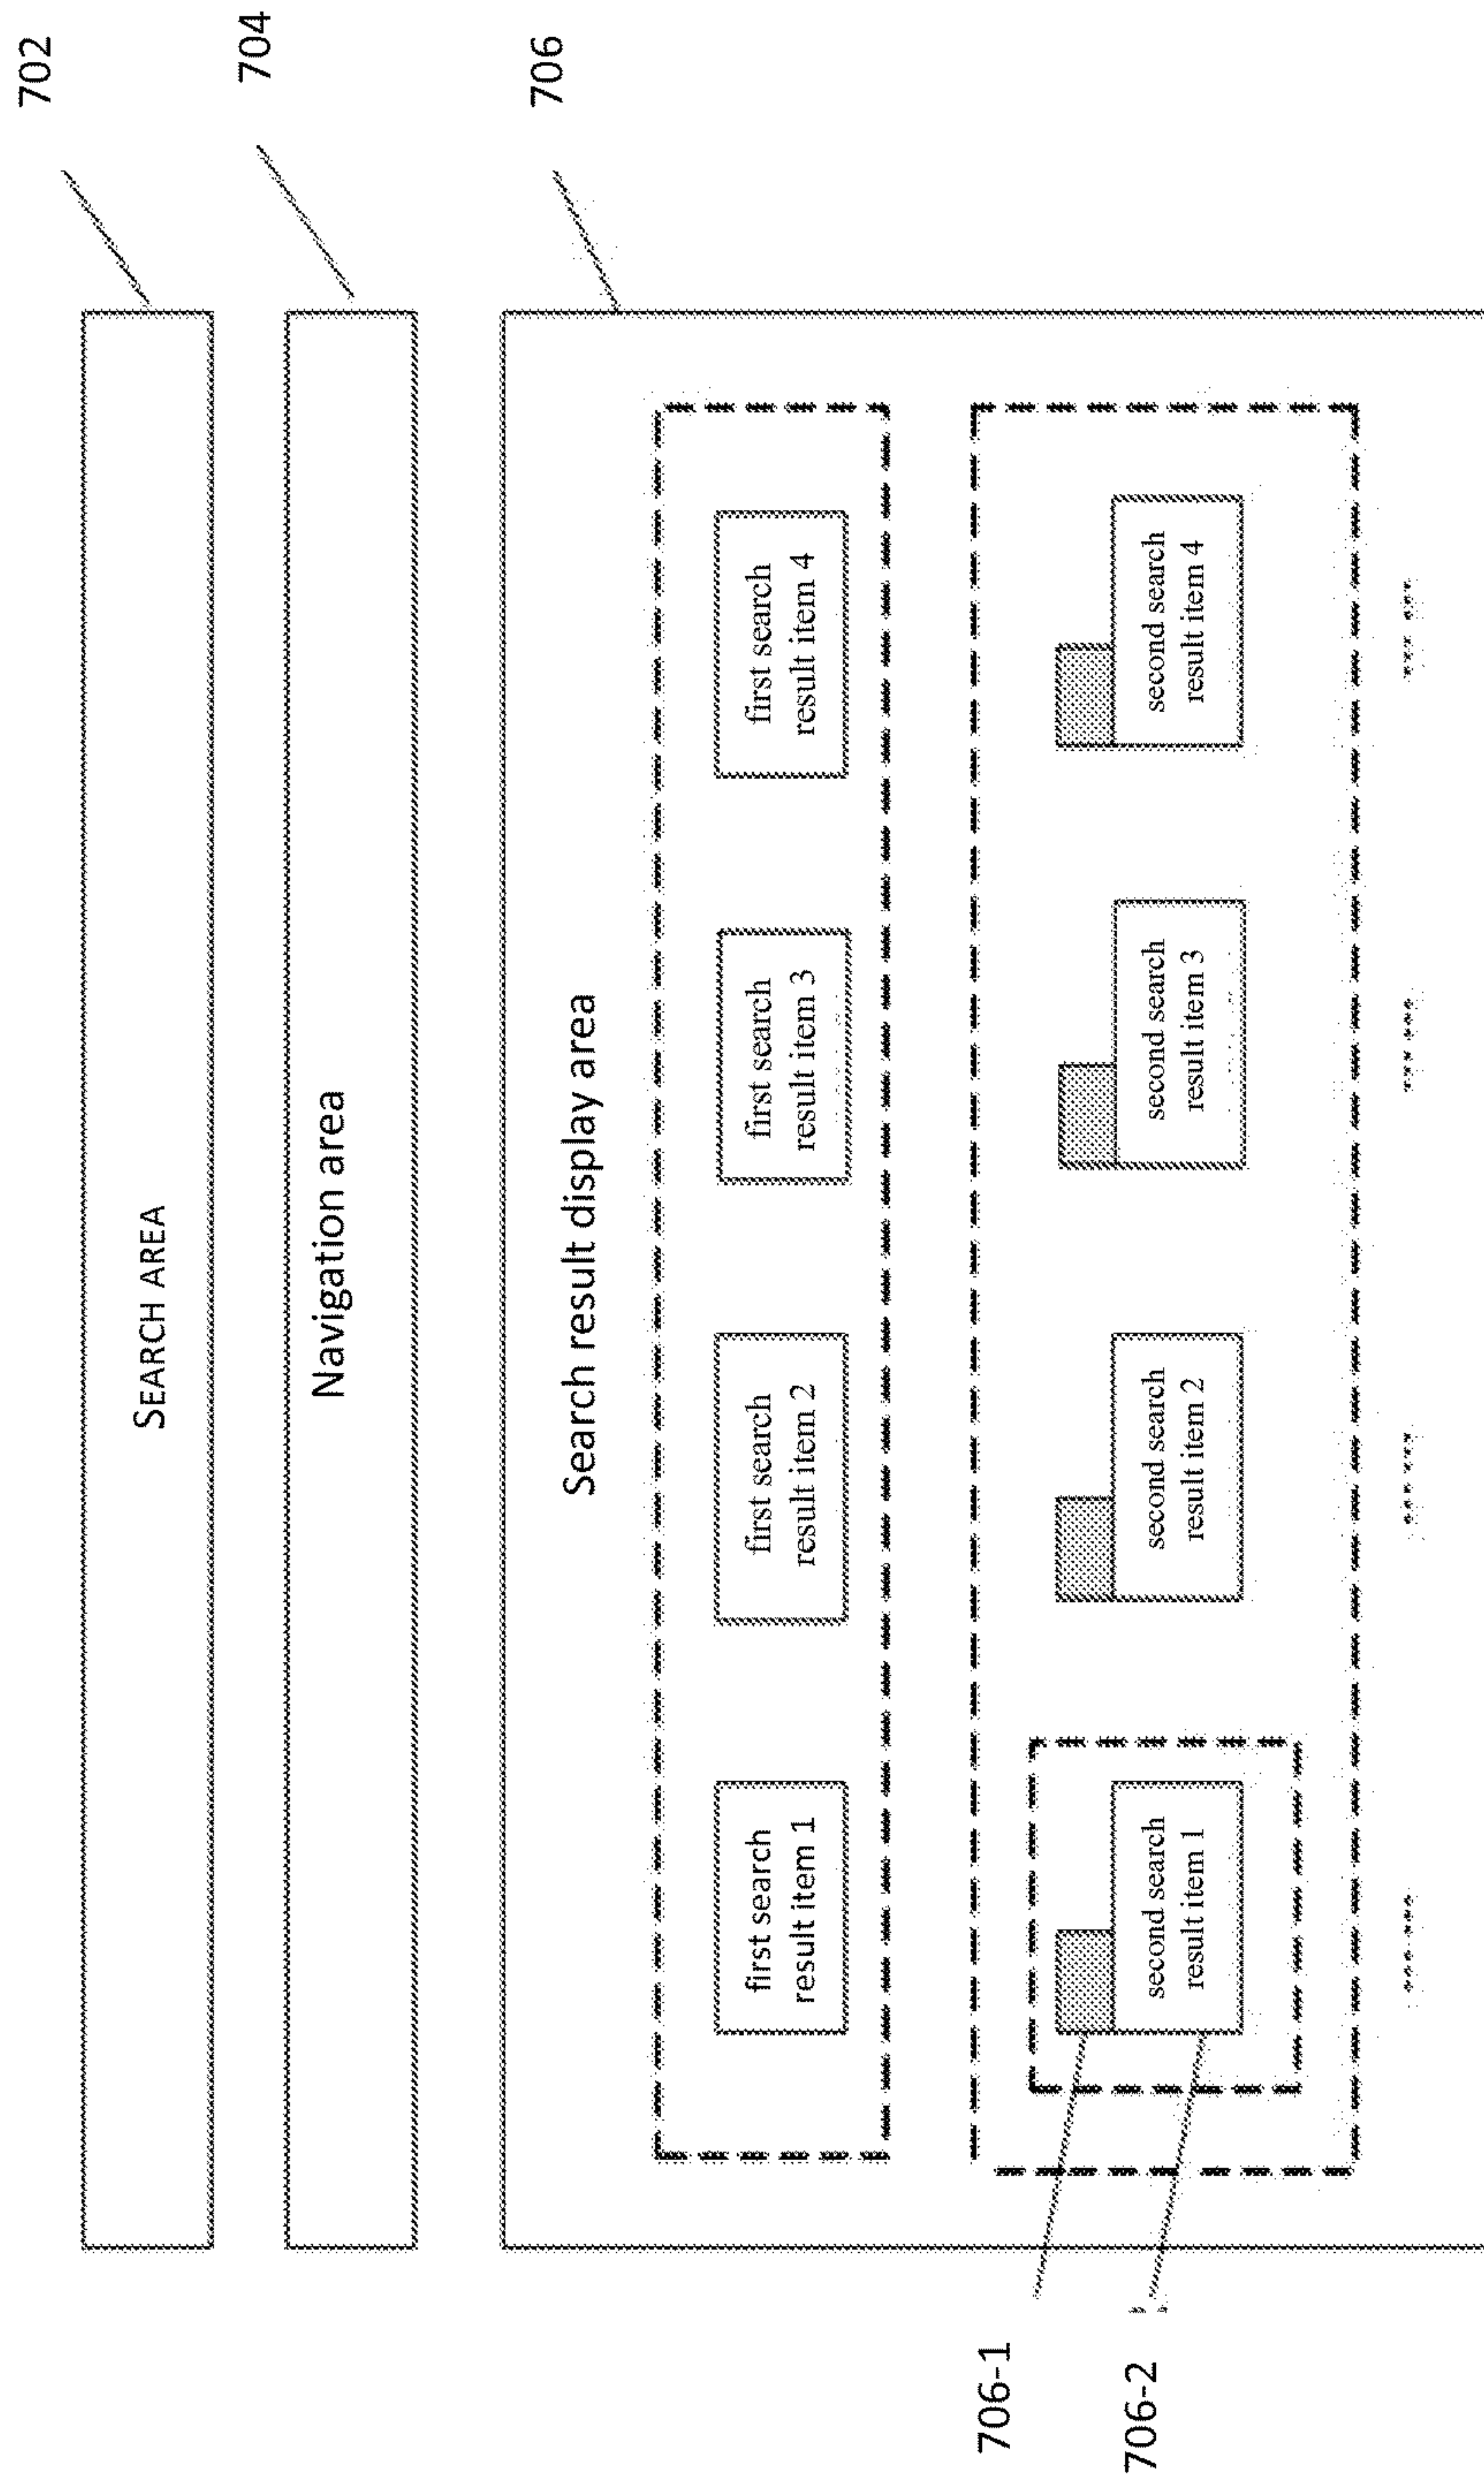 702
SEARCH AREA
704
Navigation area
706
Search result display area
first search
result item 1
first search
result item 2
first search
result item 3
first search
result item 4
706-1
706-2
second search
result item 1
second search
result item 2
second search
result item 3
second search
result item 4